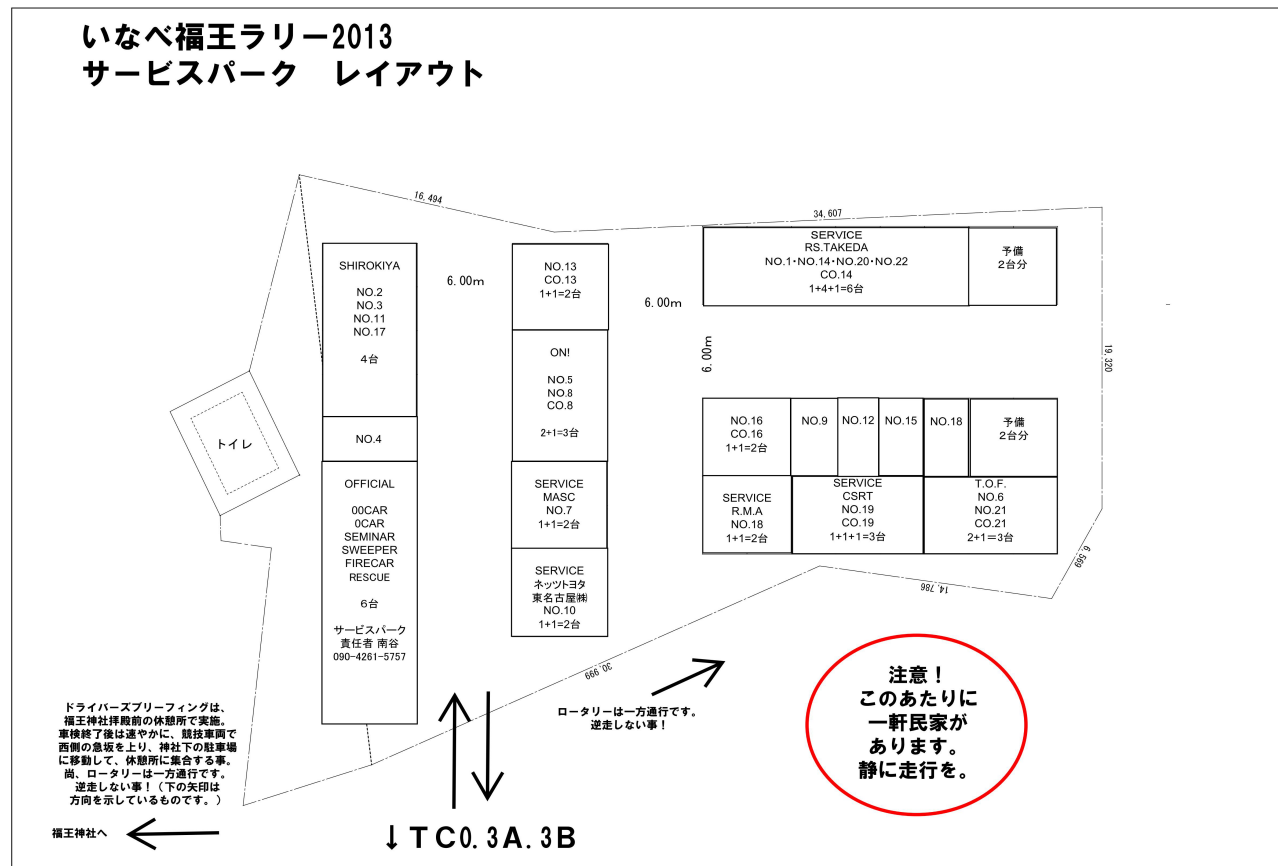 いなべ福王ラリー2013
サービスパーク　レイアウト
16,494
34,607
19,320
6,569
14,786
30,999
SHIROKIYA
NO.2
NO.3
NO.11
NO.17
4台
NO.4
OFFICIAL
00CAR
0CAR
SEMINAR
SWEEPER
FIRECAR
RESCUE
6台
サービスパーク
責任者 南谷
090-4261-5757
トイレ
6.00m
NO.13
CO.13
1+1=2台
ON!
NO.5
NO.8
CO.8
2+1=3台
SERVICE
MASC
NO.7
1+1=2台
SERVICE
ネッツトヨタ
東名古屋㈱
NO.10
1+1=2台
6.00m
6.00m
SERVICE
RS.TAKEDA
NO.1・NO.14・NO.20・NO.22
CO.14
1+4+1=6台
予備
2台分
NO.16
CO.16
1+1=2台
NO.9
NO.12
NO.15
NO.18
予備
2台分
SERVICE
R.M.A
NO.18
1+1=2台
SERVICE
CSRT
NO.19
CO.19
1+1+1=3台
T.O.F.
NO.6
NO.21
CO.21
2+1＝3台
ロータリーは一方通行です。
逆走しない事！
注意！
このあたりに
一軒民家が
あります。
静に走行を。
ドライバーズブリーフィングは、
福王神社拝殿前の休憩所で実施。
車検終了後は速やかに、競技車両で
西側の急坂を上り、神社下の駐車場
に移動して、休憩所に集合する事。
尚、ロータリーは一方通行です。
逆走しない事！（下の矢印は
方向を示しているものです。）
福王神社へ
↓TC0.3A.3B